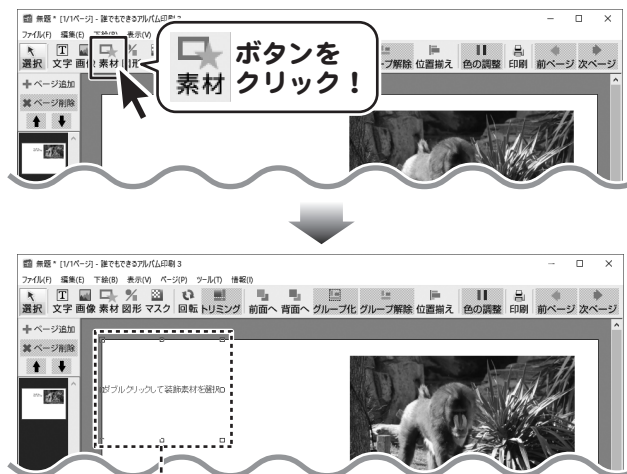 無題 * [1/1ページ] - 誰でもできるアルバム印刷 3
ファイル(F) 編集(E) 下絵(B) 表示(V)
選択 文字 画像 素材 図形
ープ解除 位置揃え 色の調整 印刷 前ページ 次ページ
素材
ボタンを
クリック！
ページ追加
ページ削除
無題 * [1/1ページ] - 誰でもできるアルバム印刷 3
ファイル(F) 編集(E) 下絵(B) 表示(V) ページ(P) ツール(T) 情報(I)
選択 文字 画像 素材 図形 マスク 回転 トリミング 前面へ 背面へ グループ化 グループ解除 位置揃え 色の調整 印刷 前ページ 次ページ
ページ追加
ページ削除
ダブルクリックして装飾素材を選択